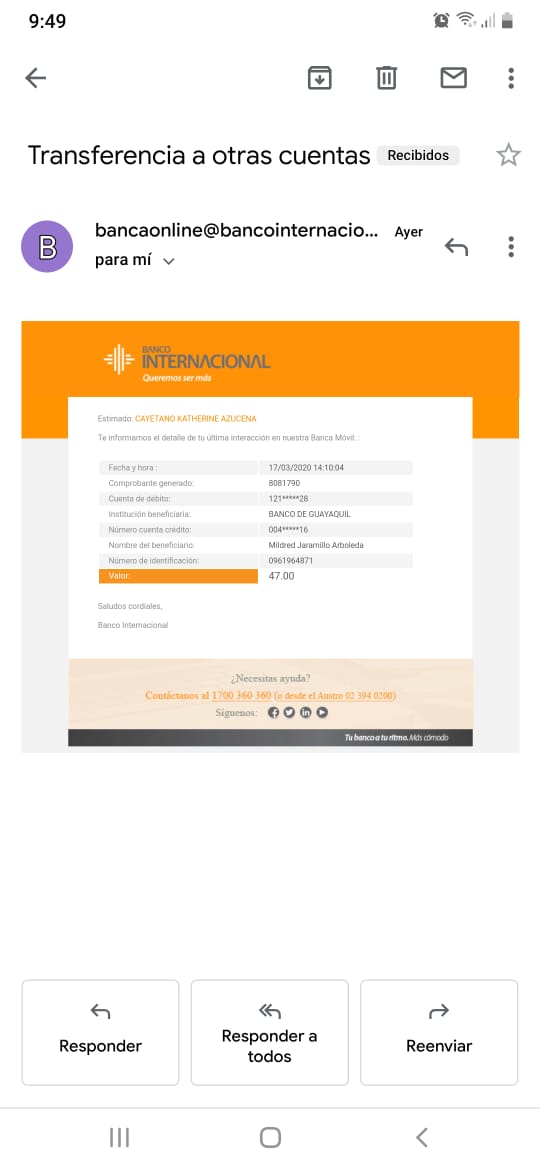 9:49
Transferencia a otras cuentas Recibidos
B bancaonline@bancointernacio... Ayer
para mí
BANCO
INTERNACIONAL
Queremos ser más
Estimado: CAYETANO KATHERINE AZUCENA
Te informamos el detalle de tu última interacción en nuestra Banca Móvil: :
Fecha y hora : 17/03/2020 14:10:04
Comprobante generado: 8081790
Cuenta de débito: 121*****28
Institución beneficiaria: BANCO DE GUAYAQUIL
Número cuenta crédito: 004*****16
Nombre del beneficiario: Mildred Jaramillo Arboleda
Número de identificación: 0961964871
Valor: 47.00
Saludos cordiales,
Banco Internacional
¿Necesitas ayuda?
Contáctanos al 1700 360 360 (o desde el Austro 02 394 0200)
Síguenos:
Tu banco a tu ritmo. Más cómodo
Responder
Responder a
todos
Reenviar